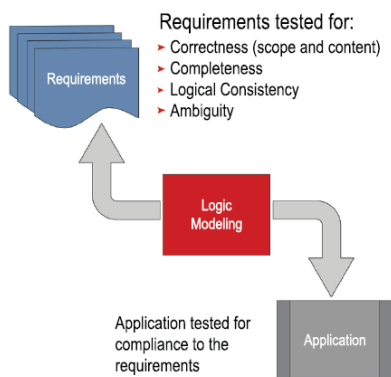 Requirements tested for:
Correctness (scope and content)
Completeness
Logical Consistency
Ambiguity
Requirements
Logic
Modeling
Application tested for
compliance to the
requirements
Application